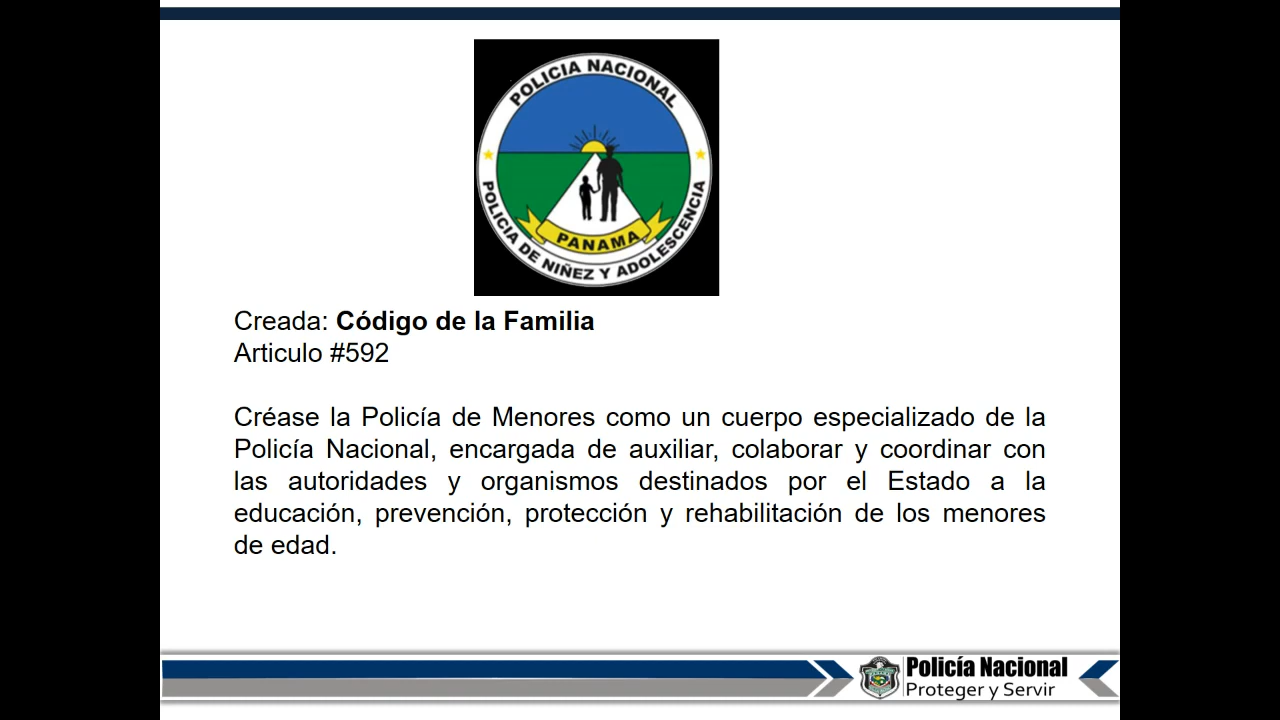 POLICIA NACIONAL
PANAMA
POLICIA DE NIÑEZ Y ADOLESCENCIA
Creada: Código de la Familia
Articulo #592
Créase la Policía de Menores como un cuerpo especializado de la
Policía Nacional, encargada de auxiliar, colaborar y coordinar con
las autoridades y organismos destinados por el Estado a la
educación, prevención, protección y rehabilitación de los menores
de edad.
Policía Nacional
Proteger y Servir